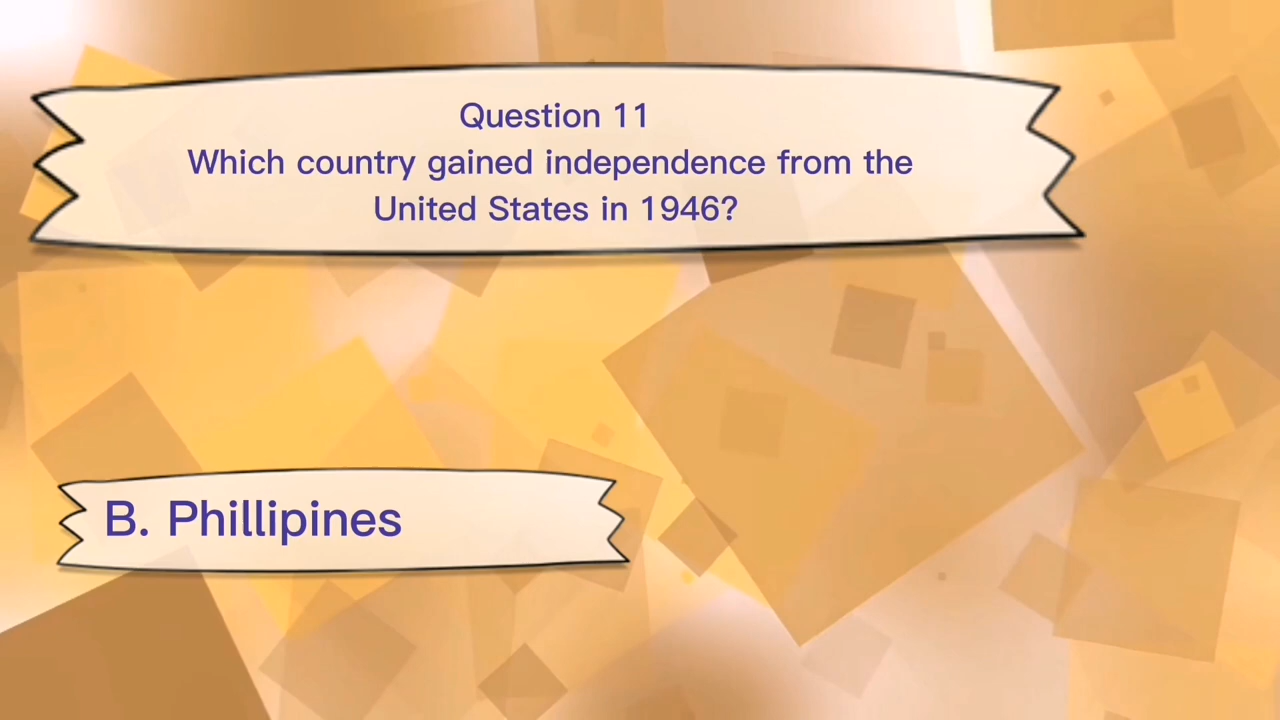 Question 11
Which country gained independence from the
United States in 1946?
B. Phillipines